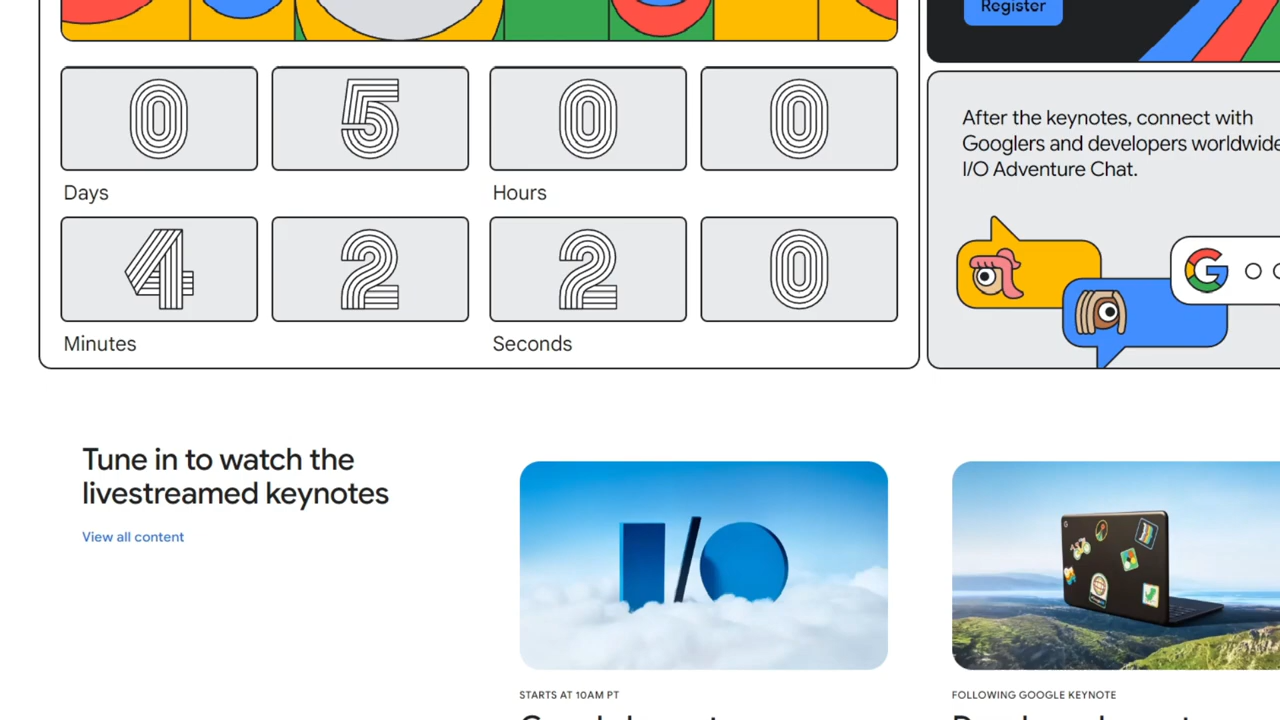 Register
0 5 0 0
Days
Hours
4 2 2 0
Minutes
Seconds
After the keynotes, connect with
Googlers and developers worldwide
I/O Adventure Chat.
G
Tune in to watch the
livestreamed keynotes
View all content
I/O
STARTS AT 10AM PT
FOLLOWING GOOGLE KEYNOTE